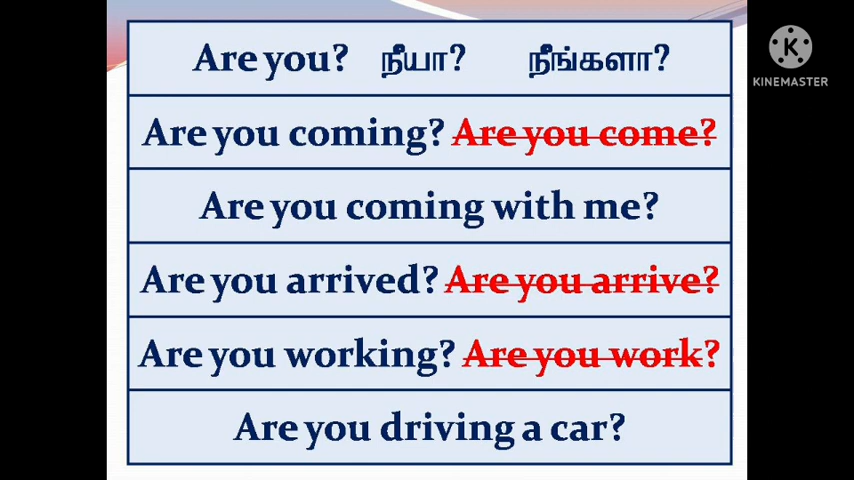 Are you? நீயா? நீங்களா?
KINEMASTER
Are you coming? Are you come?
Are you coming with me?
Are you arrived? Are you arrive?
Are you working? Are you work?
Are you driving a car?